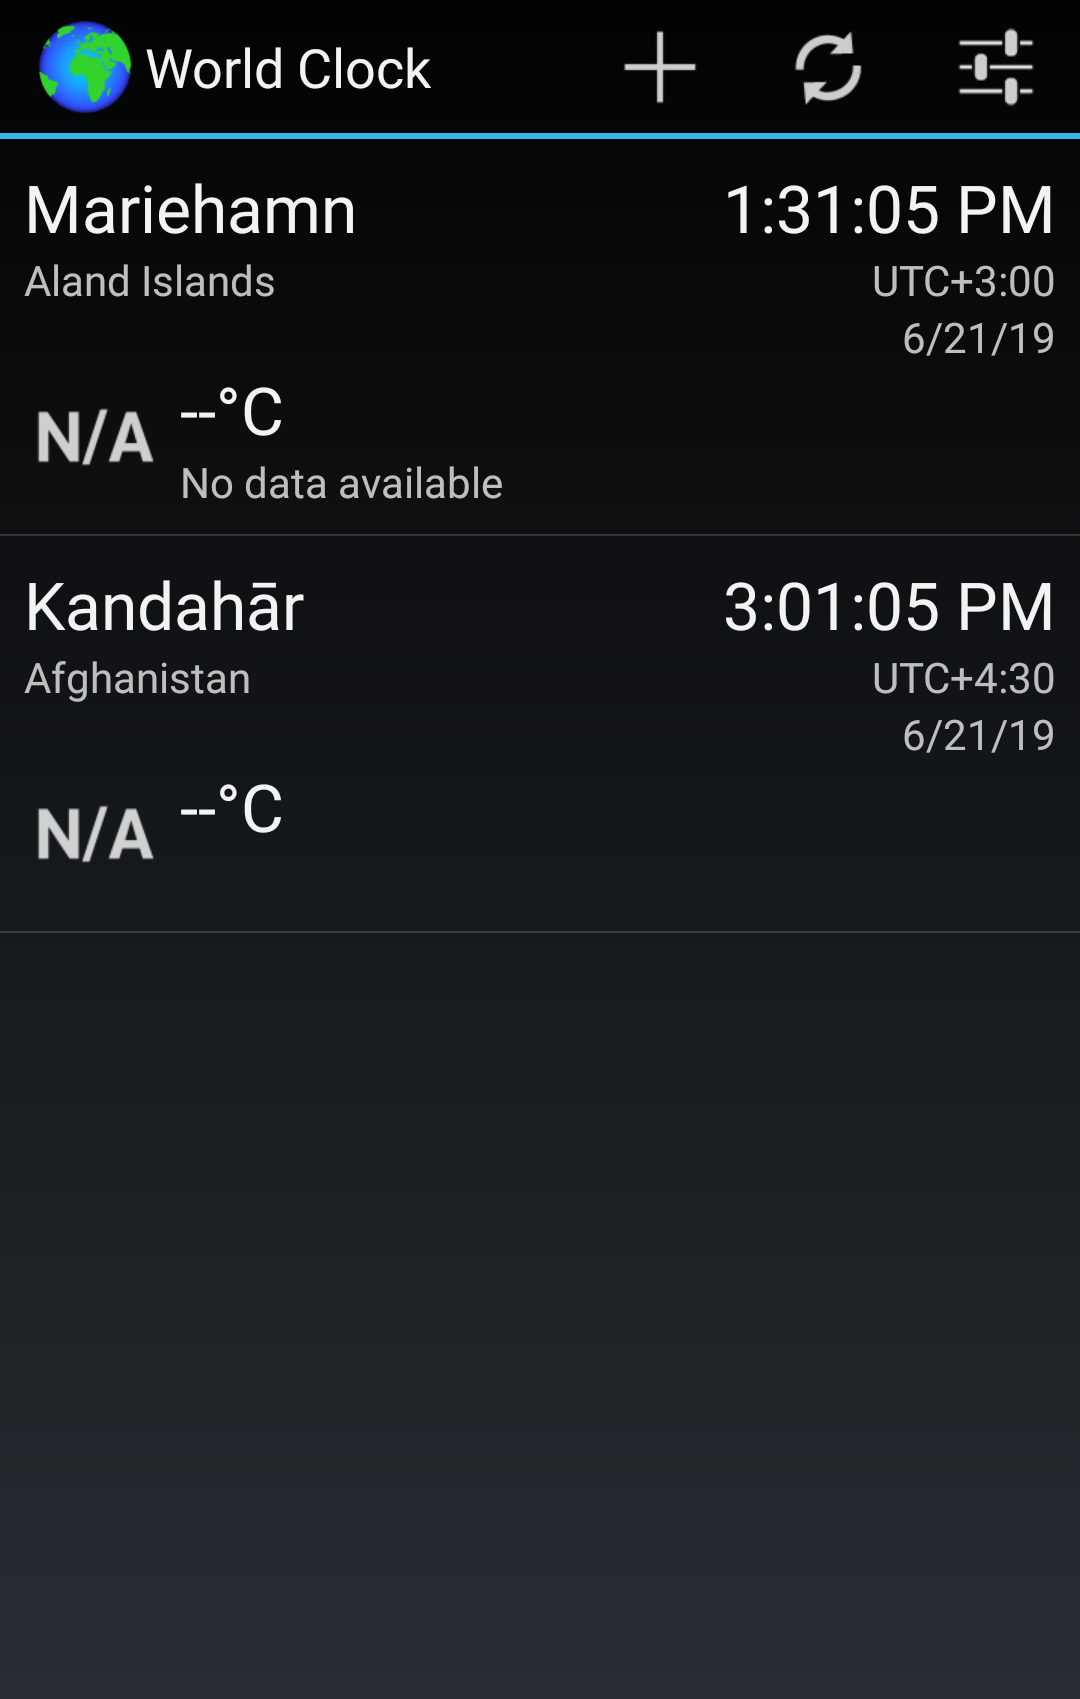 World Clock
Mariehamn 1:31:05 PM
Aland Islands UTC+3:00
6/21/19
N/A --°C
No data available
Kandahār 3:01:05 PM
Afghanistan UTC+4:30
6/21/19
N/A --°C